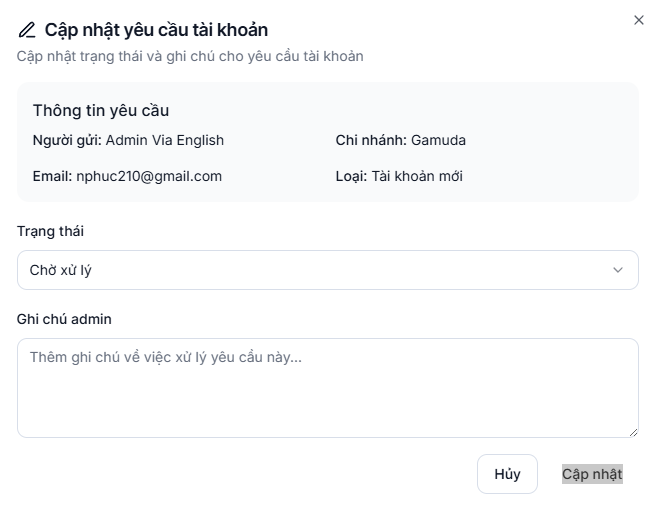 Cập nhật yêu cầu tài khoản
Cập nhật trạng thái và ghi chú cho yêu cầu tài khoản
Thông tin yêu cầu
Người gửi: Admin Via English
Chi nhánh: Gamuda
Email: nphuc210@gmail.com
Loại: Tài khoản mới
Trạng thái
Chờ xử lý
Ghi chú admin
Thêm ghi chú về việc xử lý yêu cầu này...
Hủy
Cập nhật